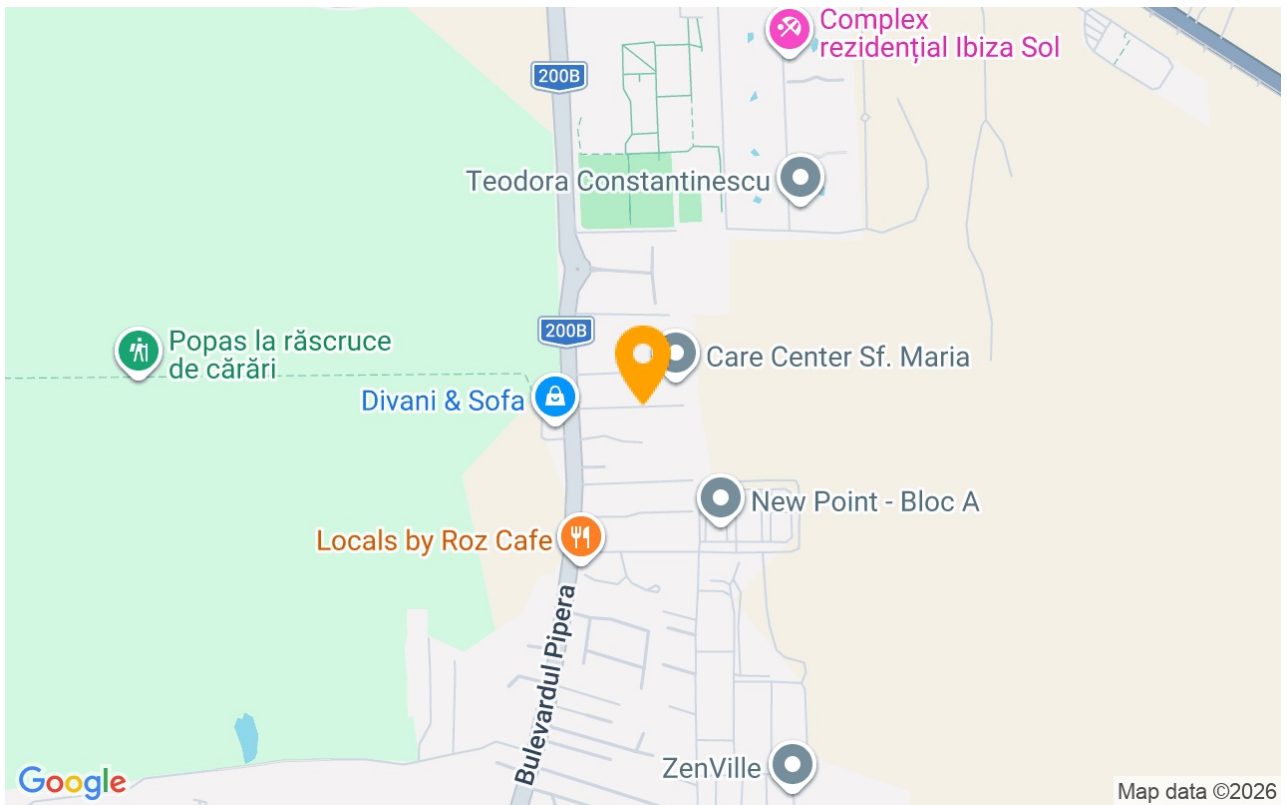 Complex
rezidențial Ibiza Sol
200B
Teodora Constantinescu
200B
Popas la răscruce
de cărări
Care Center Sf. Maria
Divani & Sofa
New Point - Bloc A
Locals by Roz Cafe
Bulevardul Pipera
ZenVille
Google
Map data ©2026